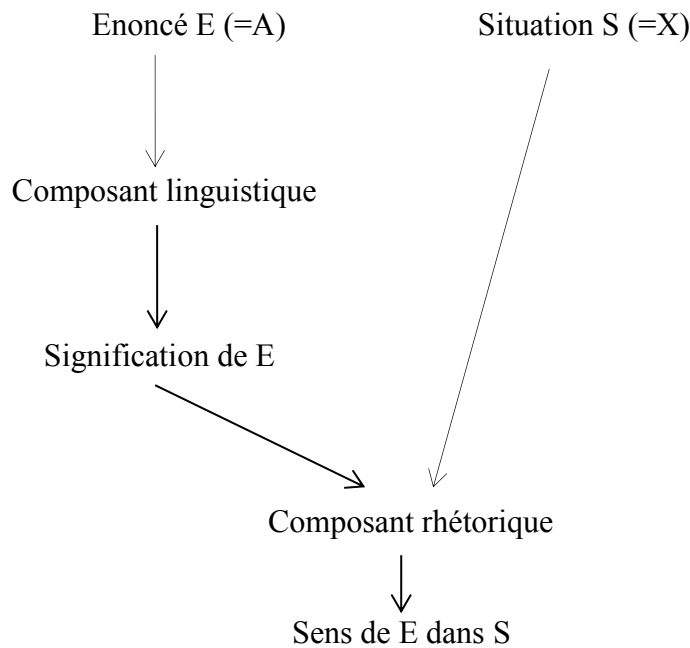 Enoncé E (=A) Situation S (=X)
Composant linguistique
Signification de E
Composant rhétorique
Sens de E dans S